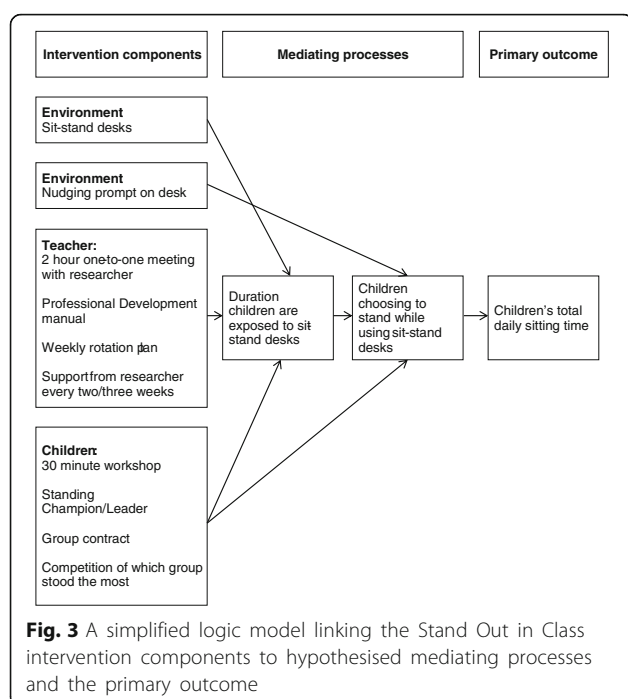 Intervention components
Mediating processes
Primary outcome
Environment
Sit-stand desks
Environment
Nudging prompt on desk
Teacher:
2 hour one-to-one meeting
with researcher
Professional Development
manual
Weekly rotation plan
Support from researcher
every two/three weeks
Duration
children are
exposed to sit-
stand desks
Children
choosing to
stand while
using sit-stand
desks
Children's total
daily sitting time
Children:
30 minute workshop
Standing
Champion/Leader
Group contract
Competition of which group
stood the most
Fig. 3 A simplified logic model linking the Stand Out in Class
intervention components to hypothesised mediating processes
and the primary outcome